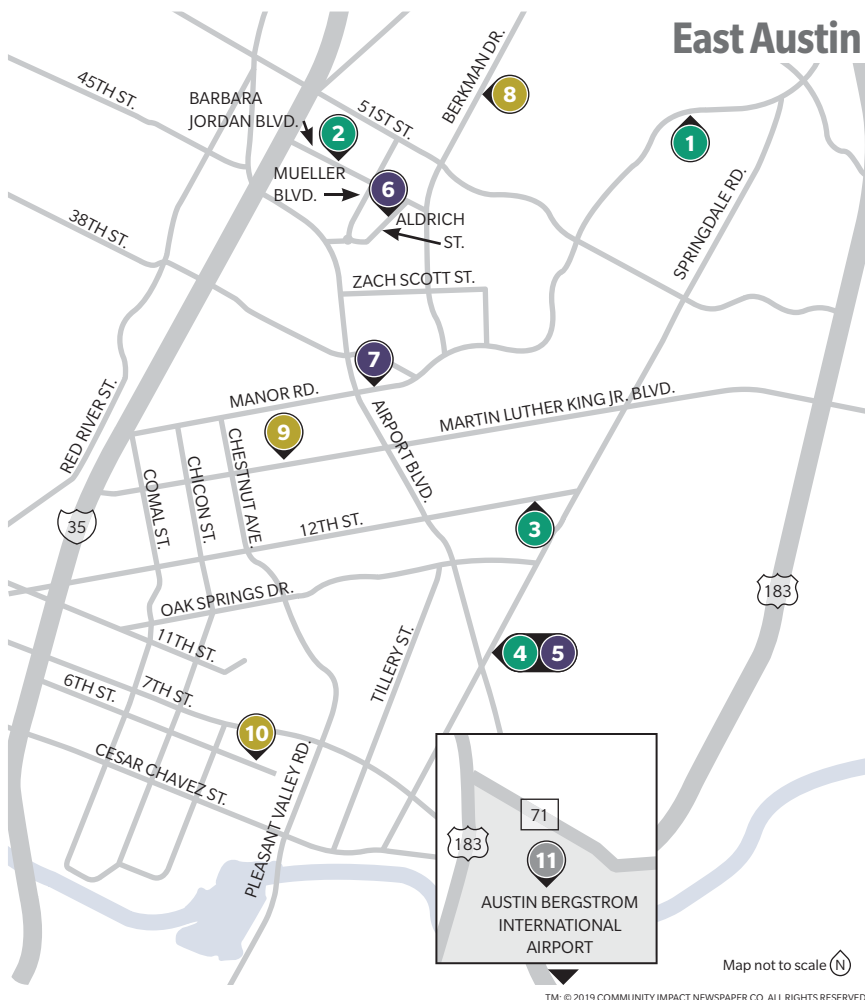 East Austin
45TH ST.
BARBARA
JORDAN BLVD.
2
51ST ST.
BERKMAN DR.
8
1
MUELLER
BLVD.
6
ALDRICH
ST.
SPRINGDALE RD.
38TH ST.
ZACH SCOTT ST.
7
RED RIVER ST.
MANOR RD.
9
AIRPORT BLVD.
MARTIN LUTHER KING JR. BLVD.
COMAL ST.
CHICON ST.
CHESTNUT AVE.
35
12TH ST.
3
OAK SPRINGS DR.
183
11TH ST.
4
5
TILLERY ST.
6TH ST.
7TH ST.
10
CESAR CHAVEZ ST.
PLEASANT VALLEY RD.
71
183
11
AUSTIN BERGSTROM
INTERNATIONAL
AIRPORT
Map not to scale N
TM; © 2019 COMMUNITY IMPACT NEWSPAPER CO. ALL RIGHTS RESERVED